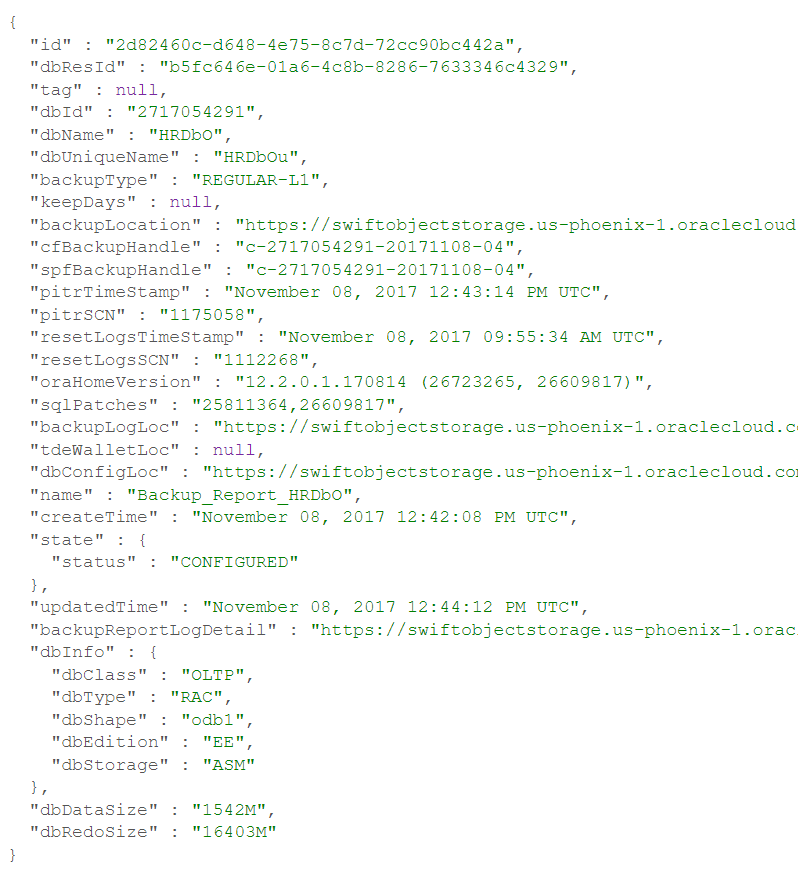 {
  "id" : "2d82460c-d648-4e75-8c7d-72cc90bc442a",
  "dbResId" : "b5fc646e-01a6-4c8b-8286-7633346c4329",
  "tag" : null,
  "dbId" : "2717054291",
  "dbName" : "HRDbO",
  "dbUniqueName" : "HRDbOu",
  "backupType" : "REGULAR-L1",
  "keepDays" : null,
  "backupLocation" : "https://swiftobjectstorage.us-phoenix-1.oraclecloud
  "cfBackupHandle" : "c-2717054291-20171108-04",
  "spfBackupHandle" : "c-2717054291-20171108-04",
  "pitrTimeStamp" : "November 08, 2017 12:43:14 PM UTC",
  "pitrSCN" : "1175058",
  "resetLogsTimeStamp" : "November 08, 2017 09:55:34 AM UTC",
  "resetLogsSCN" : "1112268",
  "oraHomeVersion" : "12.2.0.1.170814 (26723265, 26609817)",
  "sqlPatches" : "25811364,26609817",
  "backupLogLoc" : "https://swiftobjectstorage.us-phoenix-1.oraclecloud.c
  "tdeWalletLoc" : null,
  "dbConfigLoc" : "https://swiftobjectstorage.us-phoenix-1.oraclecloud.co
  "name" : "Backup_Report_HRDbO",
  "createTime" : "November 08, 2017 12:42:08 PM UTC",
  "state" : {
    "status" : "CONFIGURED"
  },
  "updatedTime" : "November 08, 2017 12:44:12 PM UTC",
  "backupReportLogDetail" : "https://swiftobjectstorage.us-phoenix-1.orac
  "dbInfo" : {
    "dbClass" : "OLTP",
    "dbType" : "RAC",
    "dbShape" : "odb1",
    "dbEdition" : "EE",
    "dbStorage" : "ASM"
  },
  "dbDataSize" : "1542M",
  "dbRedoSize" : "16403M"
}